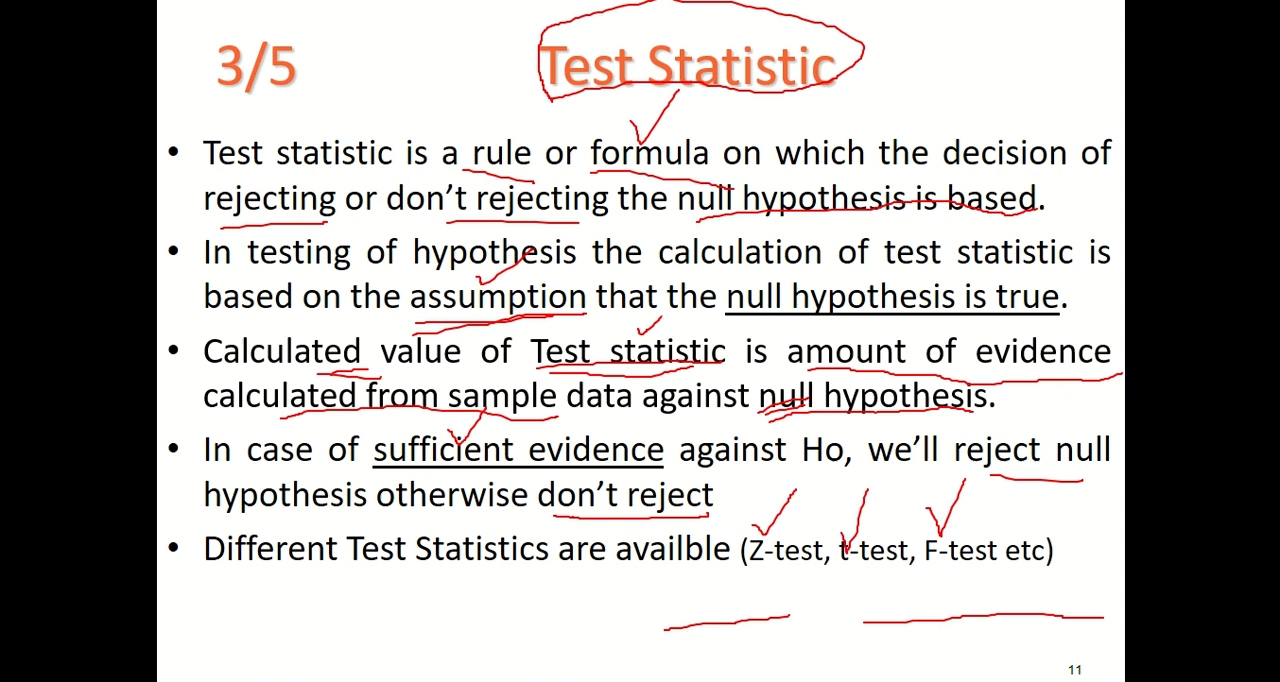 3/5 Test Statistic
• Test statistic is a rule or formula on which the decision of
rejecting or don't rejecting the null hypothesis is based.
• In testing of hypothesis the calculation of test statistic is
based on the assumption that the null hypothesis is true.
• Calculated value of Test statistic is amount of evidence
calculated from sample data against null hypothesis.
• In case of sufficient evidence against Ho, we'll reject null
hypothesis otherwise don't reject
• Different Test Statistics are availble (Z-test, t-test, F-test etc)
11